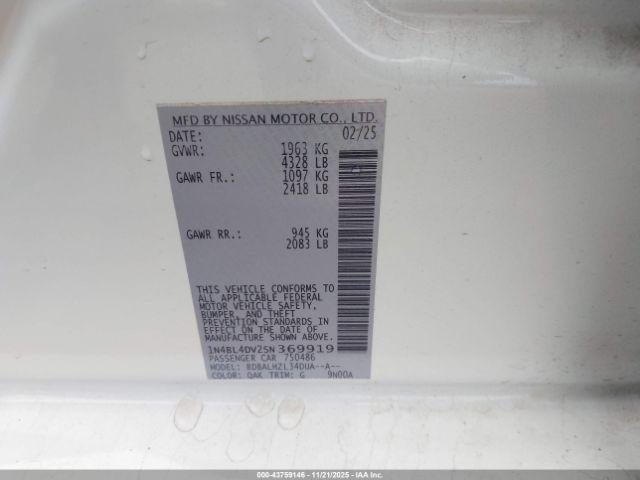 MFD BY NISSAN MOTOR CO., LTD.
DATE: 02/25
GVWR: 1963 KG
4328 LB
GAWR FR.: 1097 KG
2418 LB
GAWR RR.: 945 KG
2083 LB
THIS VEHICLE CONFORMS TO
ALL APPLICABLE FEDERAL
MOTOR VEHICLE SAFETY,
BUMPER, AND THEFT
PREVENTION STANDARDS IN
EFFECT ON THE DATE OF
MANUFACTURE SHOWN ABOVE.
1N4BL4DV2SN369919
PASSENGER CAR 750486
MODEL: BDBALHZL34DUA--A--
COLOR: QAK TRIM: G 9N00A
000-43759146 - 11/21/2025 - IAAI.CA